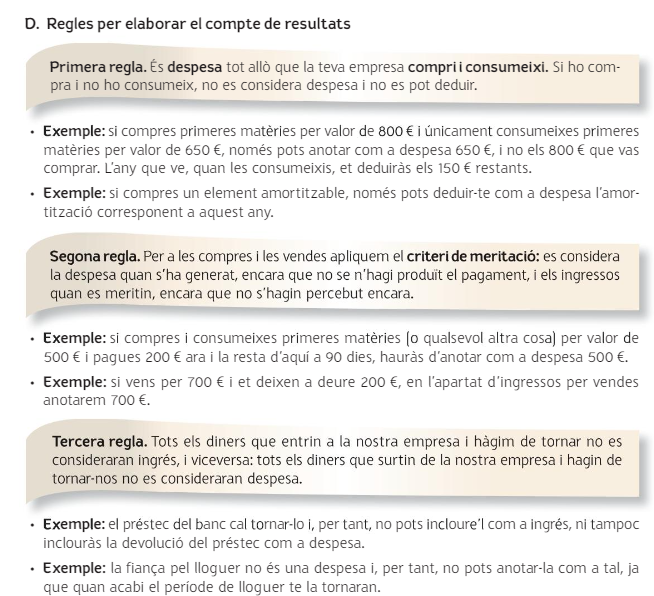 D. Regles per elaborar el compte de resultats
Primera regla. És despesa tot allò que la teva empresa compri i consumeixi. Si ho com-
pra i no ho consumeix, no es considera despesa i no es pot deduir.
• Exemple: si compres primeres matèries per valor de 800 € i únicament consumeixes primeres
matèries per valor de 650 €, només pots anotar com a despesa 650 €, i no els 800 € que vas
comprar. L'any que ve, quan les consumeixis, et deduiràs els 150 € restants.
• Exemple: si compres un element amortitzable, només pots deduir-te com a despesa l'amor-
tització corresponent a aquest any.
Segona regla. Per a les compres i les vendes apliquem el criteri de meritació: es considera
la despesa quan s'ha generat, encara que no se n'hagi produït el pagament, i els ingressos
quan es meritin, encara que no s'hagin percebut encara.
• Exemple: si compres i consumeixes primeres matèries (o qualsevol altra cosa) per valor de
500 € i pagues 200 € ara i la resta d'aquí a 90 dies, hauràs d'anotar com a despesa 500 €.
• Exemple: si vens per 700 € i et deixen a deure 200 €, en l'apartat d'ingressos per vendes
anotarem 700 €.
Tercera regla. Tots els diners que entrin a la nostra empresa i hàgim de tornar no es
consideraran ingrés, i viceversa: tots els diners que surtin de la nostra empresa i hagin de
tornar-nos no es consideraran despesa.
• Exemple: el préstec del banc cal tornar-lo i, per tant, no pots incloure'l com a ingrés, ni tampoc
inclouràs la devolució del préstec com a despesa.
• Exemple: la fiança pel lloguer no és una despesa i, per tant, no pots anotar-la com a tal, ja
que quan acabi el període de lloguer te la tornaran.